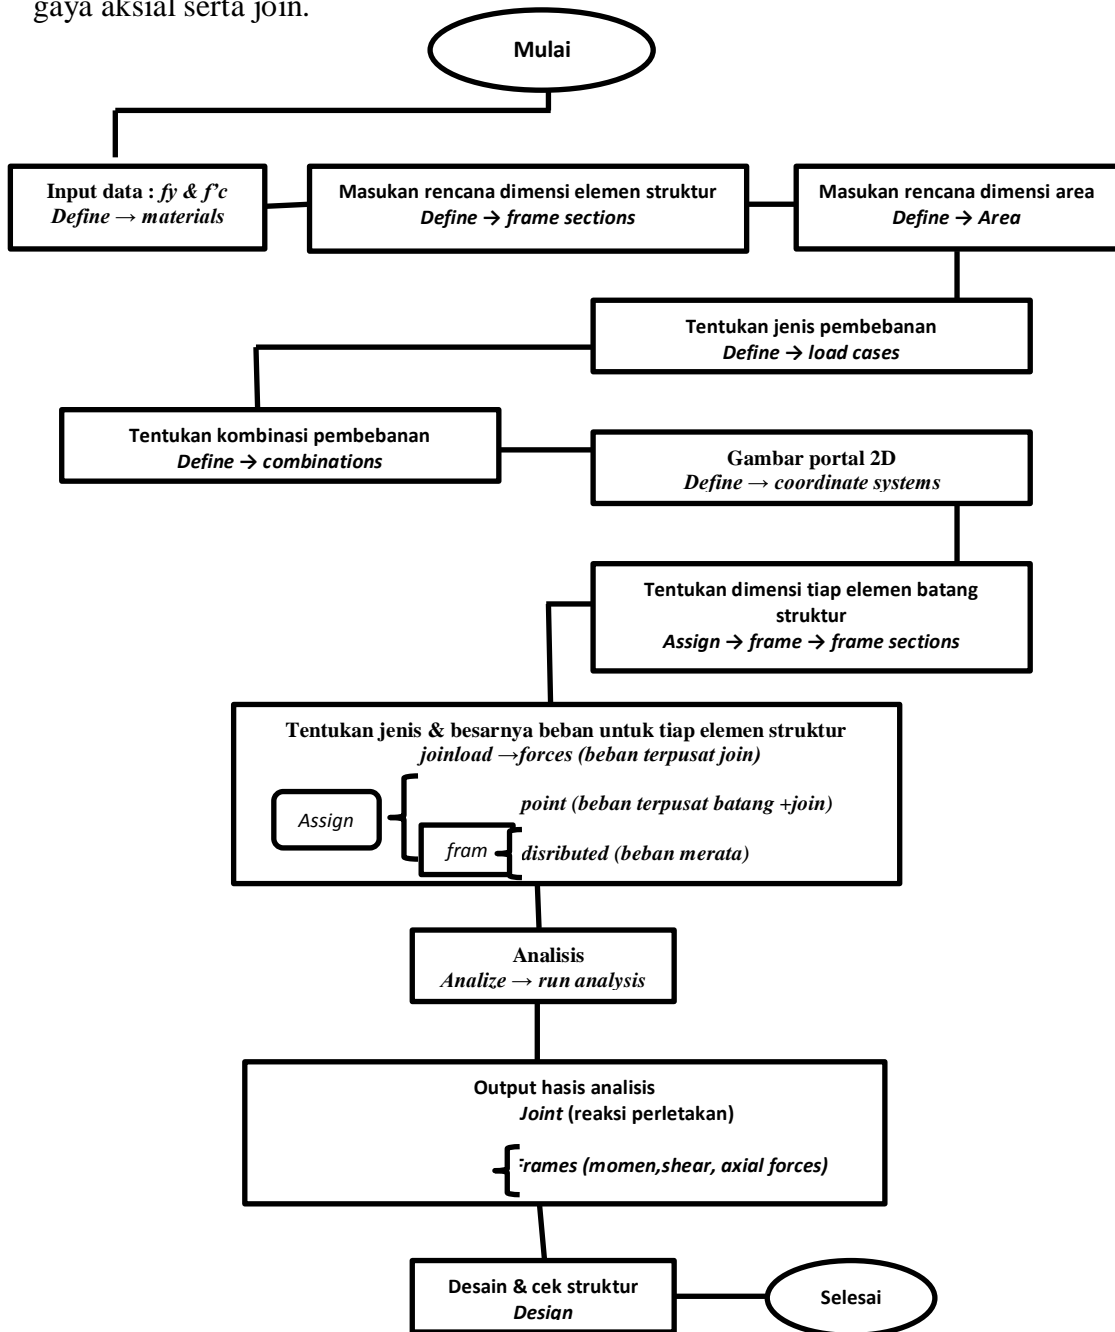 gaya aksial serta join.
Mulai
Input data : fy & f'c
Define → materials
Masukan rencana dimensi elemen struktur
Define → frame sections
Masukan rencana dimensi area
Define → Area
Tentukan jenis pembebanan
Define → load cases
Tentukan kombinasi pembebanan
Define → combinations
Gambar portal 2D
Define → coordinate systems
Tentukan dimensi tiap elemen batang
struktur
Assign → frame → frame sections
Tentukan jenis & besarnya beban untuk tiap elemen struktur
joinload →forces (beban terpusat join)
point (beban terpusat batang +join)
Assign
fram
disributed (beban merata)
Analisis
Analize → run analysis
Output hasis analisis
Joint (reaksi perletakan)
Frames (momen,shear, axial forces)
Desain & cek struktur
Design
Selesai